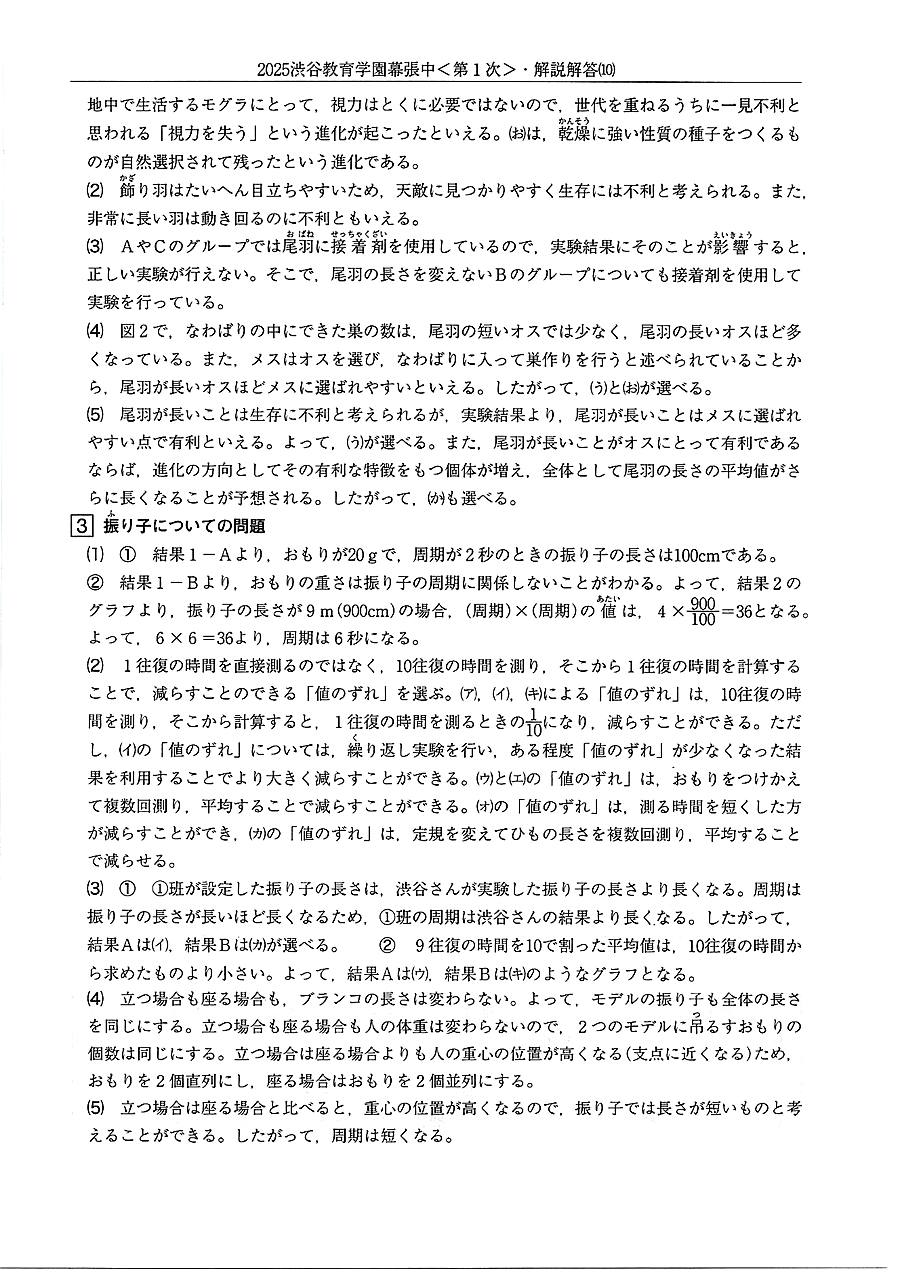 2025渋谷教育学園幕張中<第1次>・解説解答⑽
地中で生活するモグラにとって，視力はとくに必要ではないので，世代を重ねるうちに一見不利と
思われる「視力を失う」という進化が起こったといえる。㈺は，乾燥に強い性質の種子をつくるも
のが自然選択されて残ったという進化である。
⑵　飾り羽はたいへん目立ちやすいため，天敵に見つかりやすく生存には不利と考えられる。また，
非常に長い羽は動き回るのに不利ともいえる。
⑶　AやCのグループでは尾羽に接着剤を使用しているので，実験結果にそのことが影響すると，
正しい実験が行えない。そこで，尾羽の長さを変えないBのグループについても接着剤を使用して
実験を行っている。
⑷　図2で，なわばりの中にできた巣の数は，尾羽の短いオスでは少なく，尾羽の長いオスほど多
くなっている。また，メスはオスを選び，なわばりに入って巣作りを行うと述べられていることか
ら，尾羽が長いオスほどメスに選ばれやすいといえる。したがって，(う)と(お)が選べる。
⑸　尾羽が長いことは生存に不利と考えられるが，実験結果より，尾羽が長いことはメスに選ばれ
やすい点で有利といえる。よって，(う)が選べる。また，尾羽が長いことがオスにとって有利である
ならば，進化の方向としてその有利な特徴をもつ個体が増え，全体として尾羽の長さの平均値がさ
らに長くなることが予想される。したがって，(か)も選べる。
3 振り子についての問題
⑴　①　結果1－Aより，おもりが20gで，周期が2秒のときの振り子の長さは100cmである。
②　結果1－Bより，おもりの重さは振り子の周期に関係しないことがわかる。よって，結果2の
グラフより，振り子の長さが9m(900cm)の場合，(周期)×(周期)の値は，4×900/100=36となる。
よって，6×6=36より，周期は6秒になる。
⑵　1往復の時間を直接測るのではなく，10往復の時間を測り，そこから1往復の時間を計算する
ことで，減らすことのできる「値のずれ」を選ぶ。(ア)，(イ)，(キ)による「値のずれ」は，10往復の時
間を測り，そこから計算すると，1往復の時間を測るときの1/10になり，減らすことができる。ただ
し，(イ)の「値のずれ」については，繰り返し実験を行い，ある程度「値のずれ」が少なくなった結
果を利用することでより大きく減らすことができる。(ウ)と(エ)の「値のずれ」は，おもりをつけかえ
て複数回測り，平均することで減らすことができる。(オ)の「値のずれ」は，測る時間を短くした方
が減らすことができ，(カ)の「値のずれ」は，定規を変えてひもの長さを複数回測り，平均すること
で減らせる。
⑶　①　①班が設定した振り子の長さは，渋谷さんが実験した振り子の長さより長くなる。周期は
振り子の長さが長いほど長くなるため，①班の周期は渋谷さんの結果より長くなる。したがって，
結果Aは(イ)，結果Bは(カ)が選べる。　②　9往復の時間を10で割った平均値は，10往復の時間か
ら求めたものより小さい。よって，結果Aは(ウ)，結果Bは(キ)のようなグラフとなる。
⑷　立つ場合も座る場合も，ブランコの長さは変わらない。よって，モデルの振り子も全体の長さ
を同じにする。立つ場合も座る場合も人の体重は変わらないので，2つのモデルに吊るすおもりの
個数は同じにする。立つ場合は座る場合よりも人の重心の位置が高くなる(支点に近くなる)ため，
おもりを2個直列にし，座る場合はおもりを2個並列にする。
⑸　立つ場合は座る場合と比べると，重心の位置が高くなるので，振り子では長さが短いものと考
えることができる。したがって，周期は短くなる。